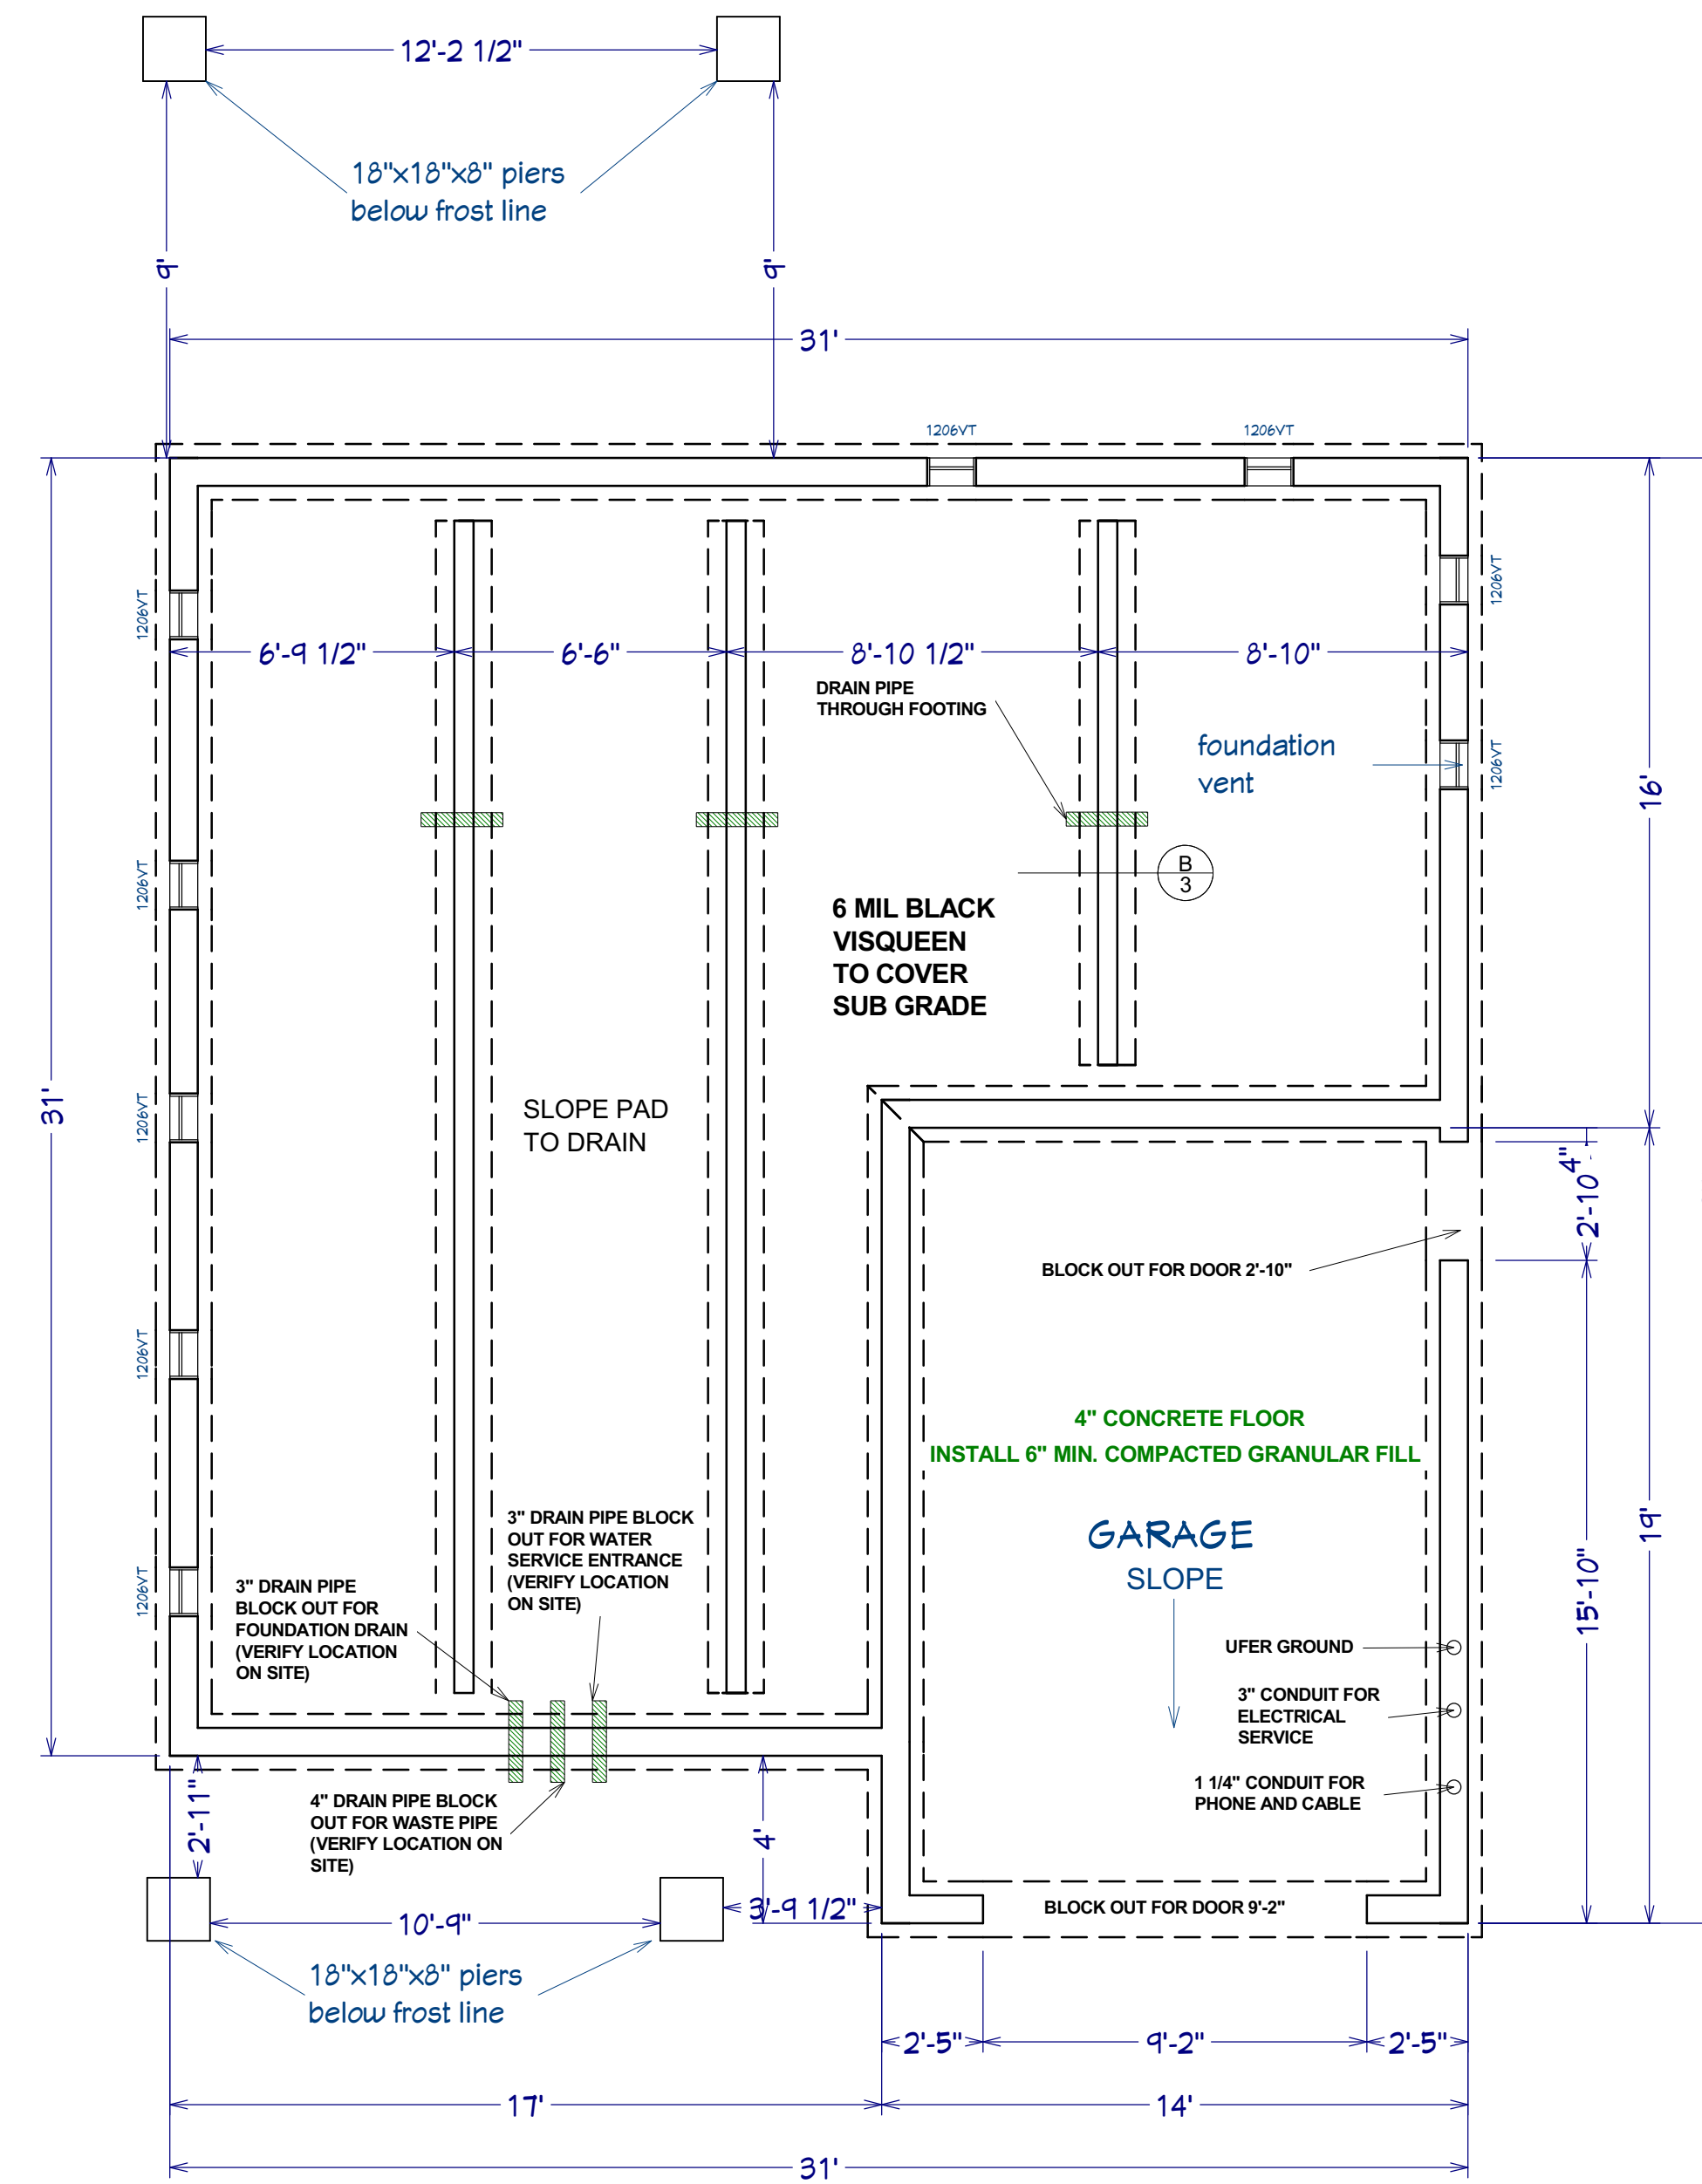 12'-2 1/2"
18"x18"x8" piers
below frost line
9'
9'
31'
1206VT
1206VT
1206VT
1206VT
6'-9 1/2"
6'-6"
8'-10 1/2"
8'-10"
DRAIN PIPE
THROUGH FOOTING
foundation
vent
1206VT
16'
B
3
1206VT
6 MIL BLACK
VISQUEEN
TO COVER
SUB GRADE
31'
SLOPE PAD
TO DRAIN
1206VT
4"
2'-10"
BLOCK OUT FOR DOOR 2'-10"
1206VT
4" CONCRETE FLOOR
INSTALL 6" MIN. COMPACTED GRANULAR FILL
GARAGE
SLOPE
19'
15'-10"
3" DRAIN PIPE BLOCK
OUT FOR WATER
SERVICE ENTRANCE
(VERIFY LOCATION
ON SITE)
1206VT
3" DRAIN PIPE
BLOCK OUT FOR
FOUNDATION DRAIN
(VERIFY LOCATION
ON SITE)
UFER GROUND
3" CONDUIT FOR
ELECTRICAL
SERVICE
1 1/4" CONDUIT FOR
PHONE AND CABLE
2'-11"
4" DRAIN PIPE BLOCK
OUT FOR WASTE PIPE
(VERIFY LOCATION ON
SITE)
4'
3'-9 1/2"
10'-9"
BLOCK OUT FOR DOOR 9'-2"
18"x18"x8" piers
below frost line
2'-5"
9'-2"
2'-5"
17'
14'
31'